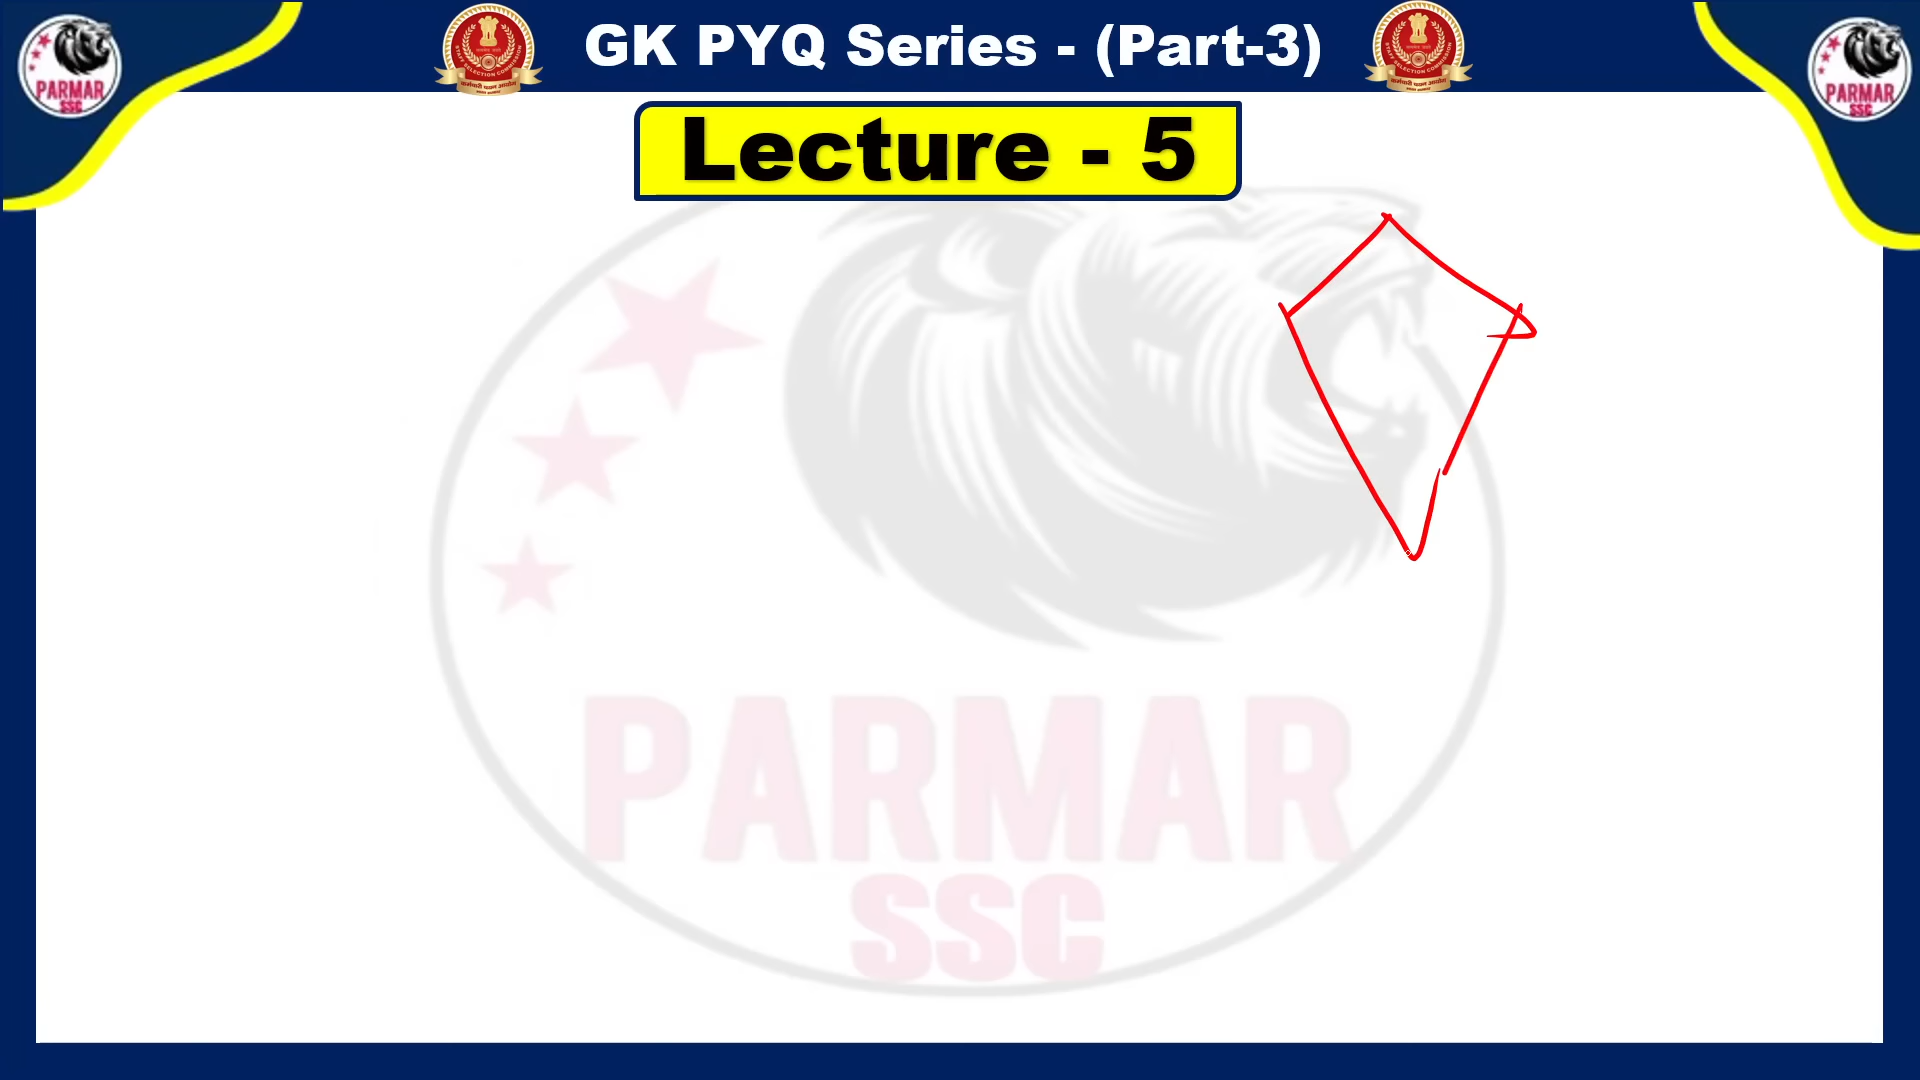 GK PYQ Series - (Part-3)
Lecture - 5
PARMAR
SSC
PARMAR
SSC
PARMAR
SSC